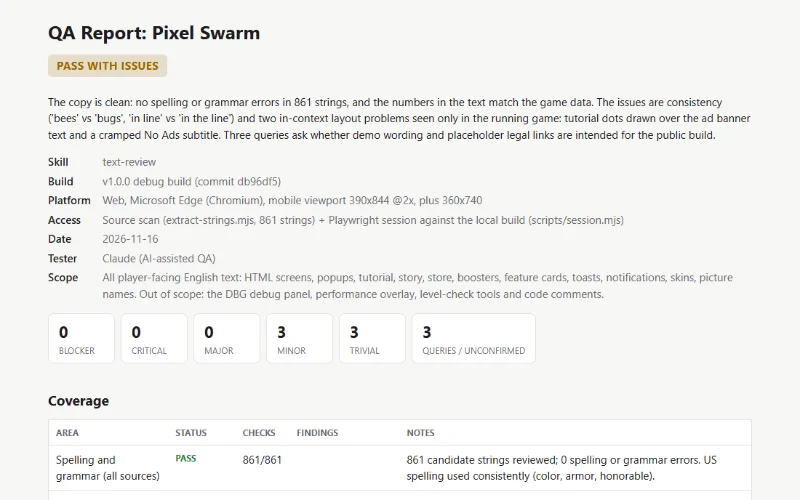 QA Report: Pixel Swarm
PASS WITH ISSUES
The copy is clean: no spelling or grammar errors in 861 strings, and the numbers in the text match the game data. The issues are consistency
('bees' vs 'bugs', 'in line' vs 'in the line') and two in-context layout problems seen only in the running game: tutorial dots drawn over the ad banner
text and a cramped No Ads subtitle. Three queries ask whether demo wording and placeholder legal links are intended for the public build.
Skill text-review
Build v1.0.0 debug build (commit db96df5)
Platform Web, Microsoft Edge (Chromium), mobile viewport 390x844 @2x, plus 360x740
Access Source scan (extract-strings.mjs, 861 strings) + Playwright session against the local build (scripts/session.mjs)
Date 2026-11-16
Tester Claude (AI-assisted QA)
Scope All player-facing English text: HTML screens, popups, tutorial, story, store, boosters, feature cards, toasts, notifications, skins, picture
names. Out of scope: the DBG debug panel, performance overlay, level-check tools and code comments.
0 0 0 3 3 3
BLOCKER CRITICAL MAJOR MINOR TRIVIAL QUERIES / UNCONFIRMED
Coverage
AREA STATUS CHECKS FINDINGS NOTES
Spelling and PASS 861/861 861 candidate strings reviewed; 0 spelling or grammar errors. US
grammar (all sources) spelling used consistently (color, armor, honorable).